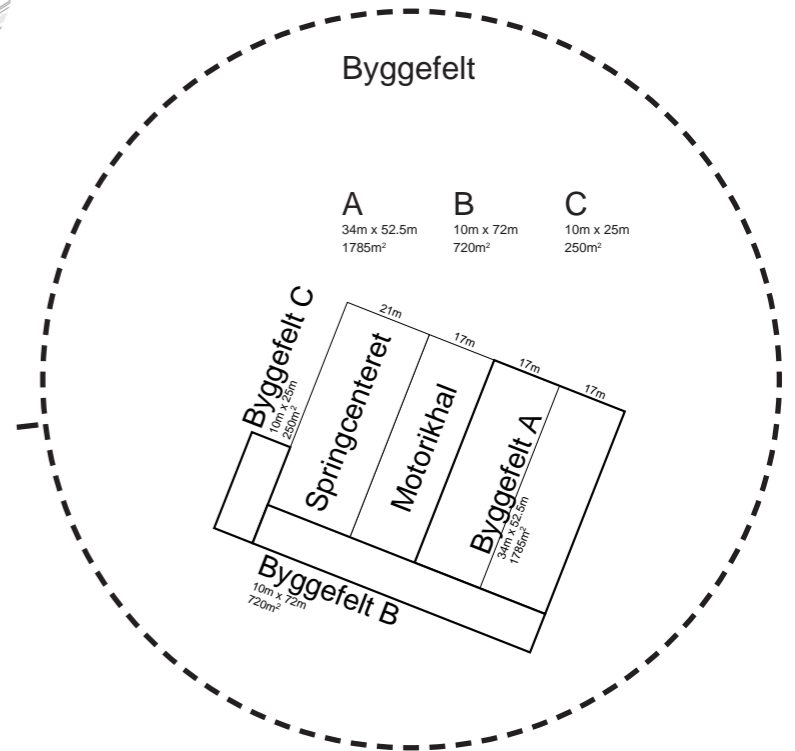 Byggefelt
A
34m x 52.5m
1785m²
B
10m x 72m
720m²
C
10m x 25m
250m²
Byggefelt C
10m x 25m
250m²
21m
17m
17m
17m
Springcenteret
Motorikhal
Byggefelt A
34m x 52.5m
1785m²
Byggefelt B
10m x 72m
720m²